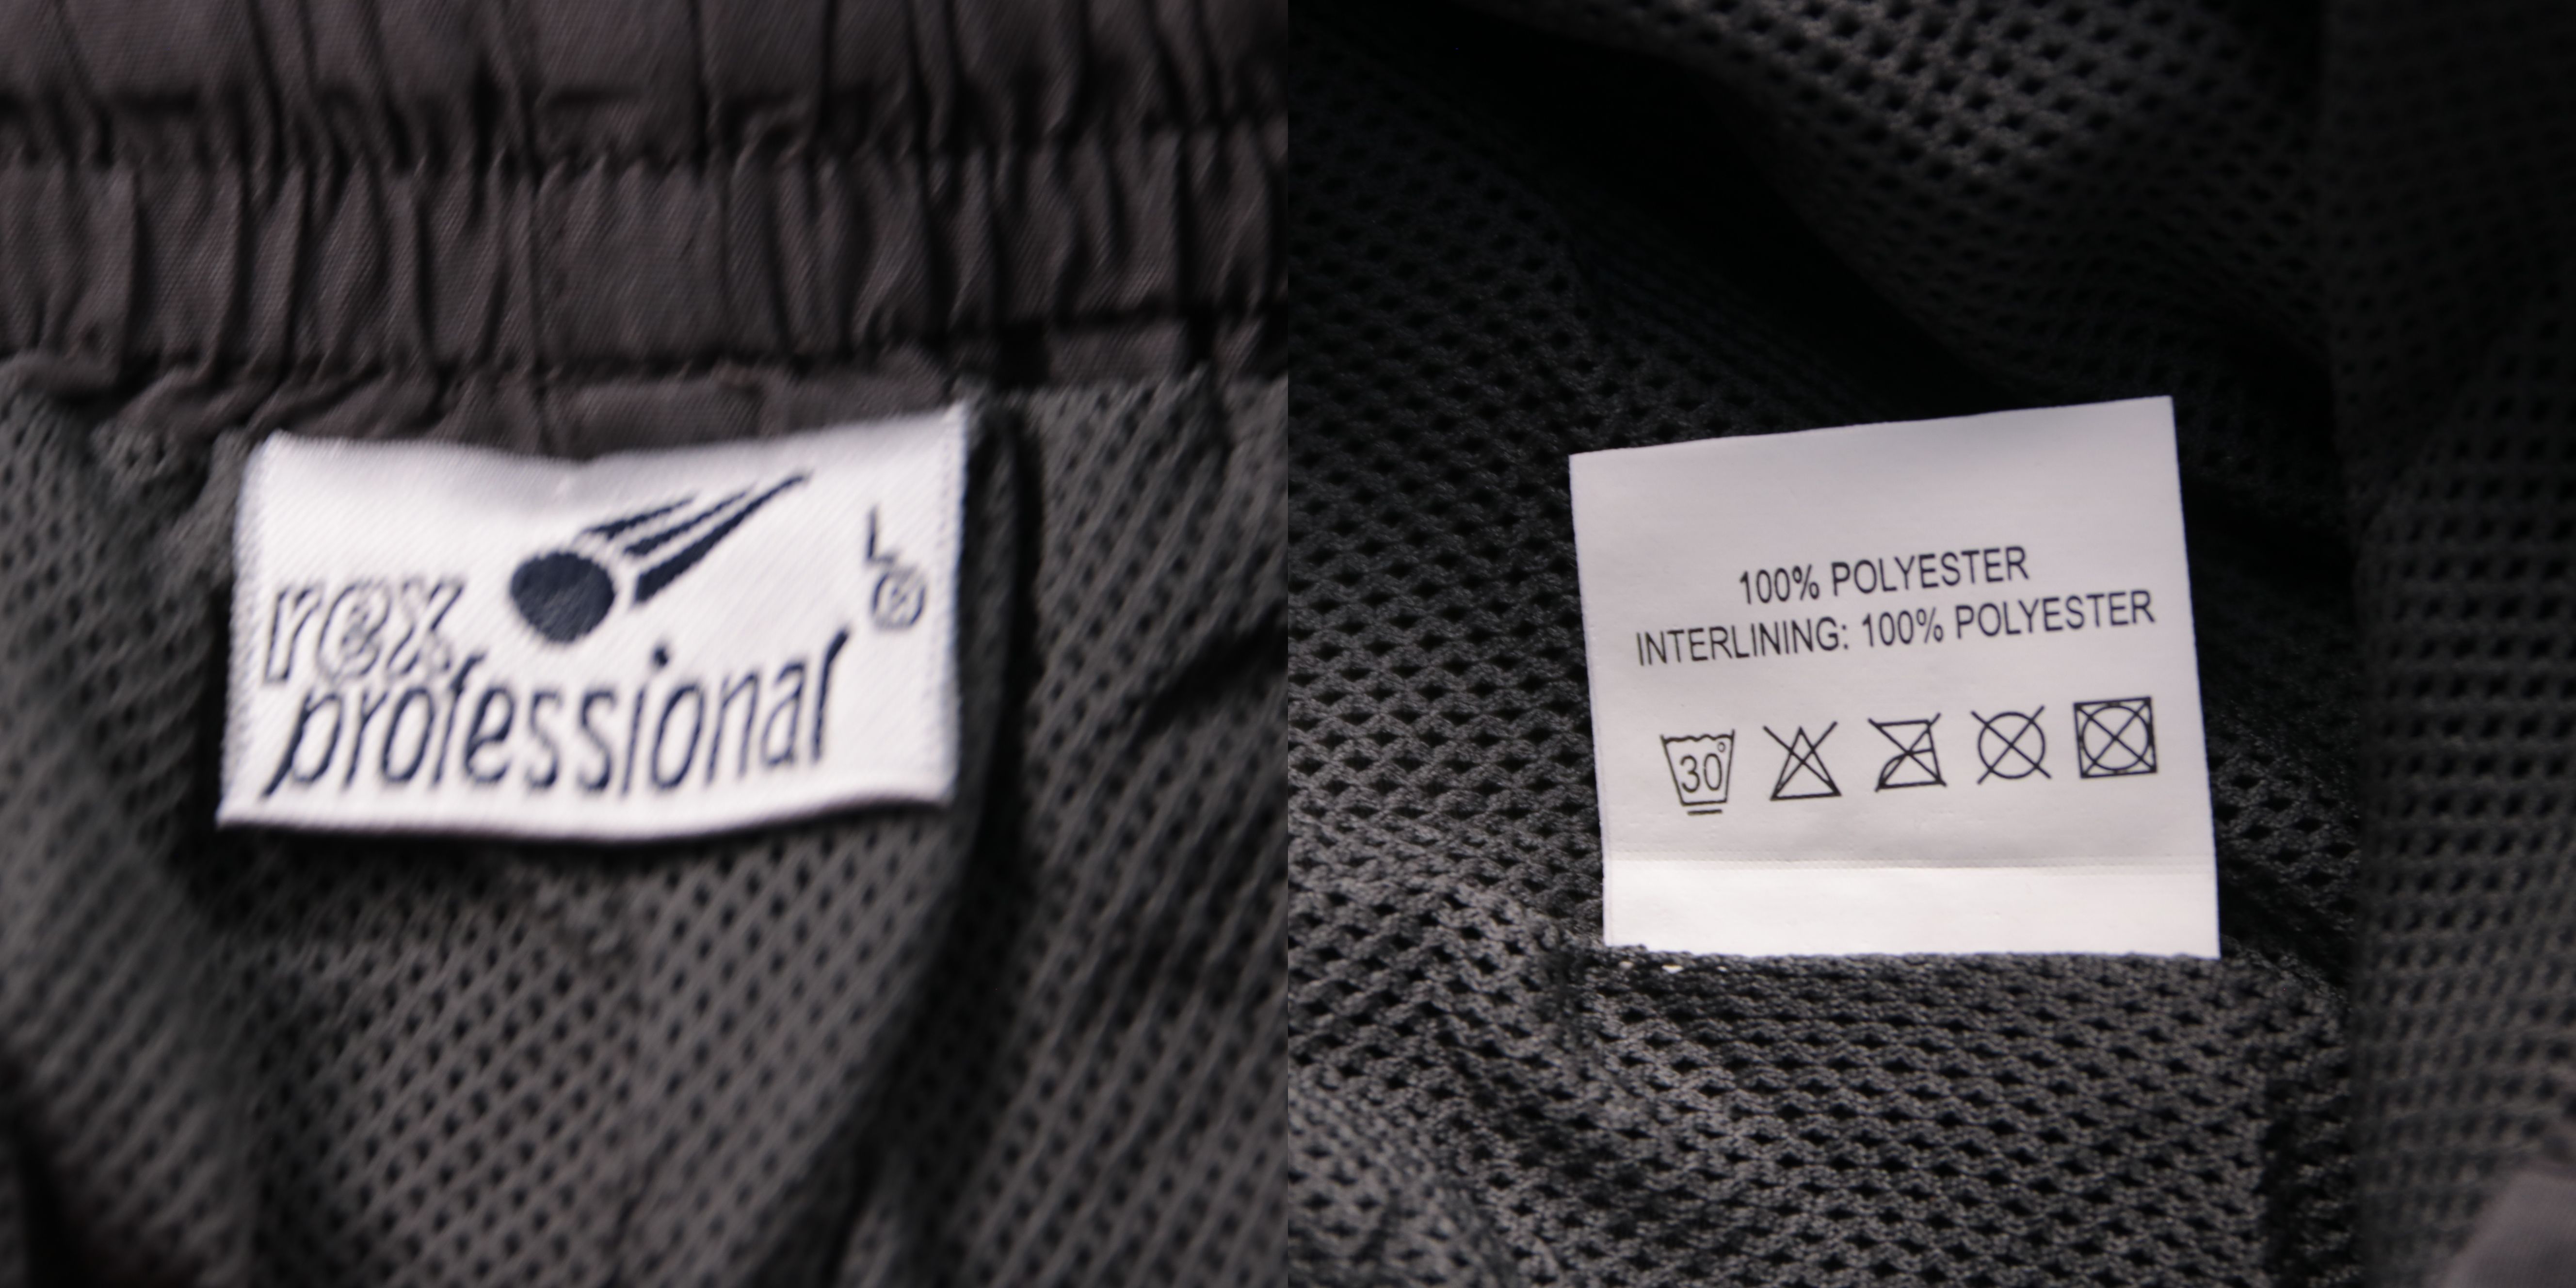 rex
professional
L
®
100% POLYESTER
INTERLINING: 100% POLYESTER
30°